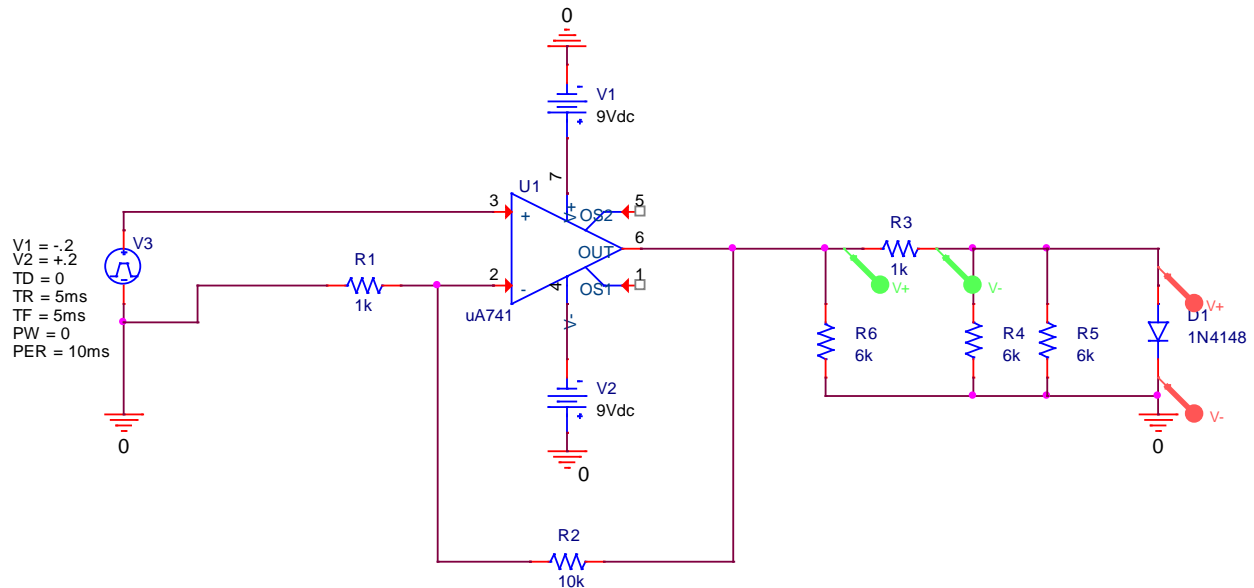 0
-
V1
+
9Vdc
7
U1
V+
3
+
OS2
5
V3
+
-
V1 = -.2
V2 = +.2
TD = 0
TR = 5ms
TF = 5ms
PW = 0
PER = 10ms
OUT
6
R1
1k
2
-
OS1
1
4
uA741
V-
R3
1k
V+
V-
V+
R6
6k
R4
6k
R5
6k
D1
1N4148
V-
-
V2
+
9Vdc
0
0
0
R2
10k